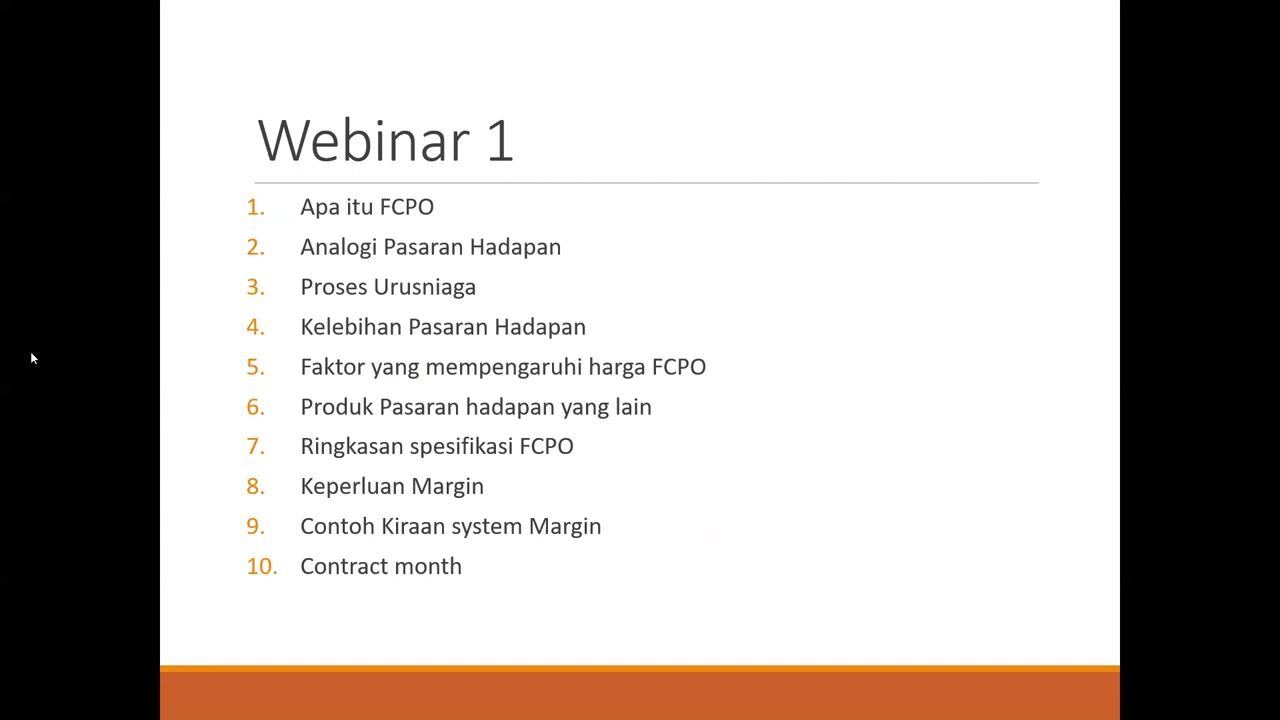 Webinar 1
1. Apa itu FCPO
2. Analogi Pasaran Hadapan
3. Proses Urusniaga
4. Kelebihan Pasaran Hadapan
5. Faktor yang mempengaruhi harga FCPO
6. Produk Pasaran hadapan yang lain
7. Ringkasan spesifikasi FCPO
8. Keperluan Margin
9. Contoh Kiraan system Margin
10. Contract month